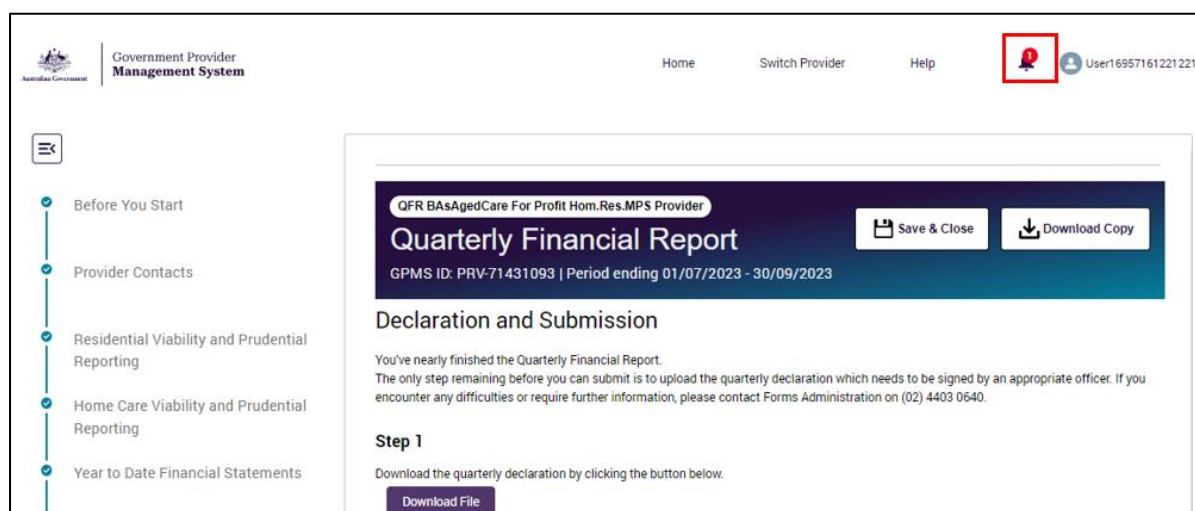 Australian Government
Government Provider
Management System
Home
Switch Provider
Help
1
User16957161221221
Before You Start
Provider Contacts
Residential Viability and Prudential
Reporting
Home Care Viability and Prudential
Reporting
Year to Date Financial Statements
QFR BAsAgedCare For Profit Hom.Res.MPS Provider
Quarterly Financial Report
GPMS ID: PRV-71431093 | Period ending 01/07/2023 - 30/09/2023
Save & Close
Download Copy
Declaration and Submission
You've nearly finished the Quarterly Financial Report.
The only step remaining before you can submit is to upload the quarterly declaration which needs to be signed by an appropriate officer. If you
encounter any difficulties or require further information, please contact Forms Administration on (02) 4403 0640.
Step 1
Download the quarterly declaration by clicking the button below.
Download File